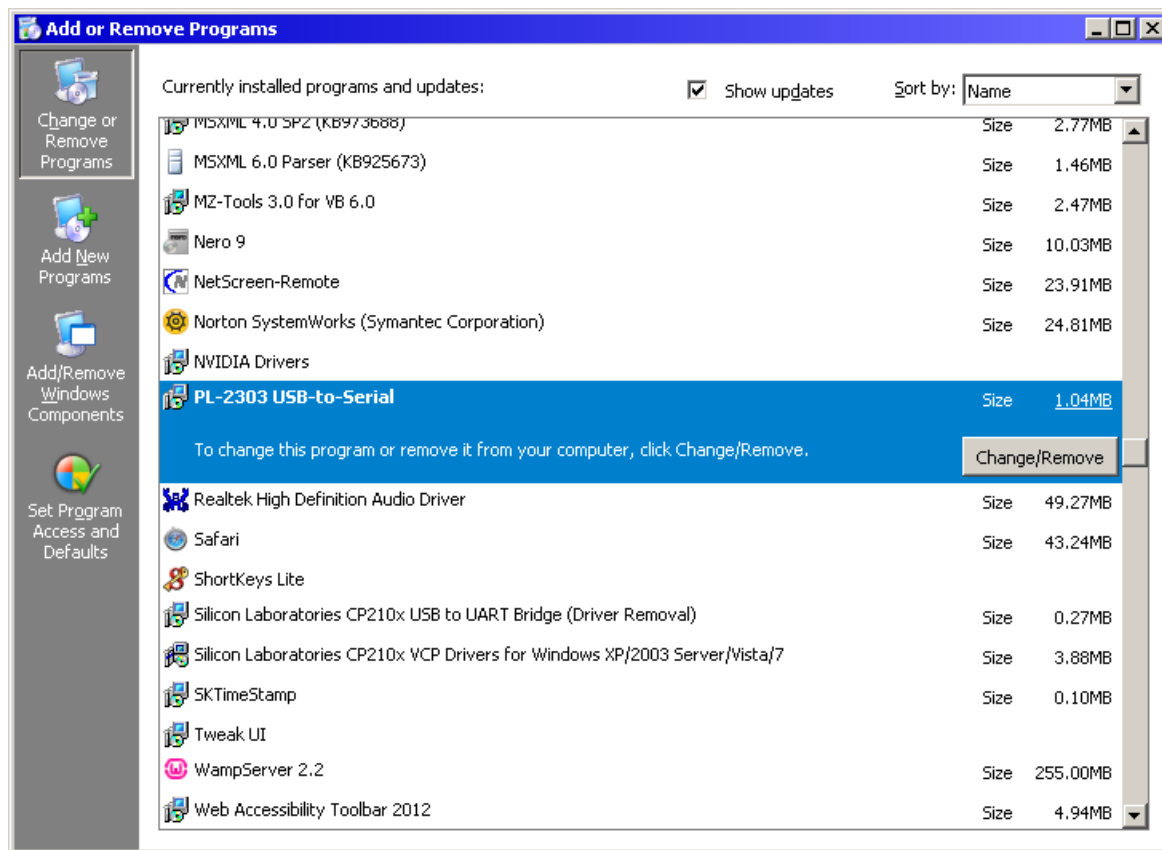 Add or Remove Programs
Change or
Remove
Programs
Add New
Programs
Add/Remove
Windows
Components
Set Program
Access and
Defaults
Currently installed programs and updates:
Show updates
Sort by: Name
MSXML 4.0 SP2 (KB973688) Size 2.77MB
MSXML 6.0 Parser (KB925673) Size 1.46MB
MZ-Tools 3.0 for VB 6.0 Size 2.47MB
Nero 9 Size 10.03MB
NetScreen-Remote Size 23.91MB
Norton SystemWorks (Symantec Corporation) Size 24.81MB
NVIDIA Drivers
PL-2303 USB-to-Serial Size 1.04MB
To change this program or remove it from your computer, click Change/Remove. Change/Remove
Realtek High Definition Audio Driver Size 49.27MB
Safari Size 43.24MB
ShortKeys Lite
Silicon Laboratories CP210x USB to UART Bridge (Driver Removal) Size 0.27MB
Silicon Laboratories CP210x VCP Drivers for Windows XP/2003 Server/Vista/7 Size 3.88MB
SKTimeStamp Size 0.10MB
Tweak UI
WampServer 2.2 Size 255.00MB
Web Accessibility Toolbar 2012 Size 4.94MB